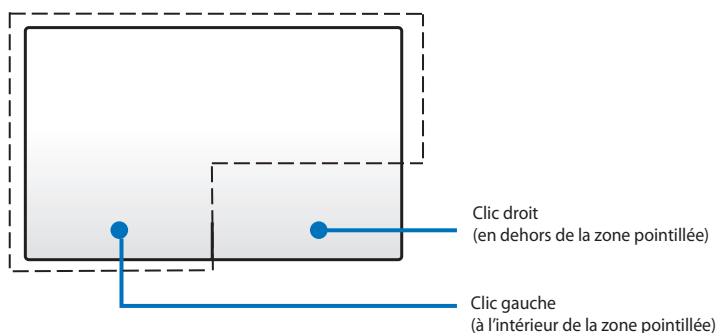 Clic droit
(en dehors de la zone pointillée)
Clic gauche
(à l'intérieur de la zone pointillée)